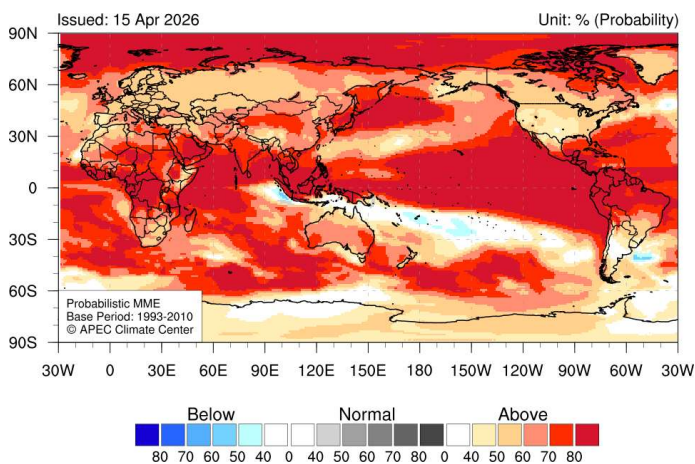 Issued: 15 Apr 2026 Unit: % (Probability)
90N
60N
30N
0
30S
60S
90S
Probabilistic MME
Base Period: 1993-2010
© APEC Climate Center
30W 0 30E 60E 90E 120E 150E 180 150W 120W 90W 60W 30W
Below Normal Above
80 70 60 50 40 0 40 50 60 70 80 0 40 50 60 70 80